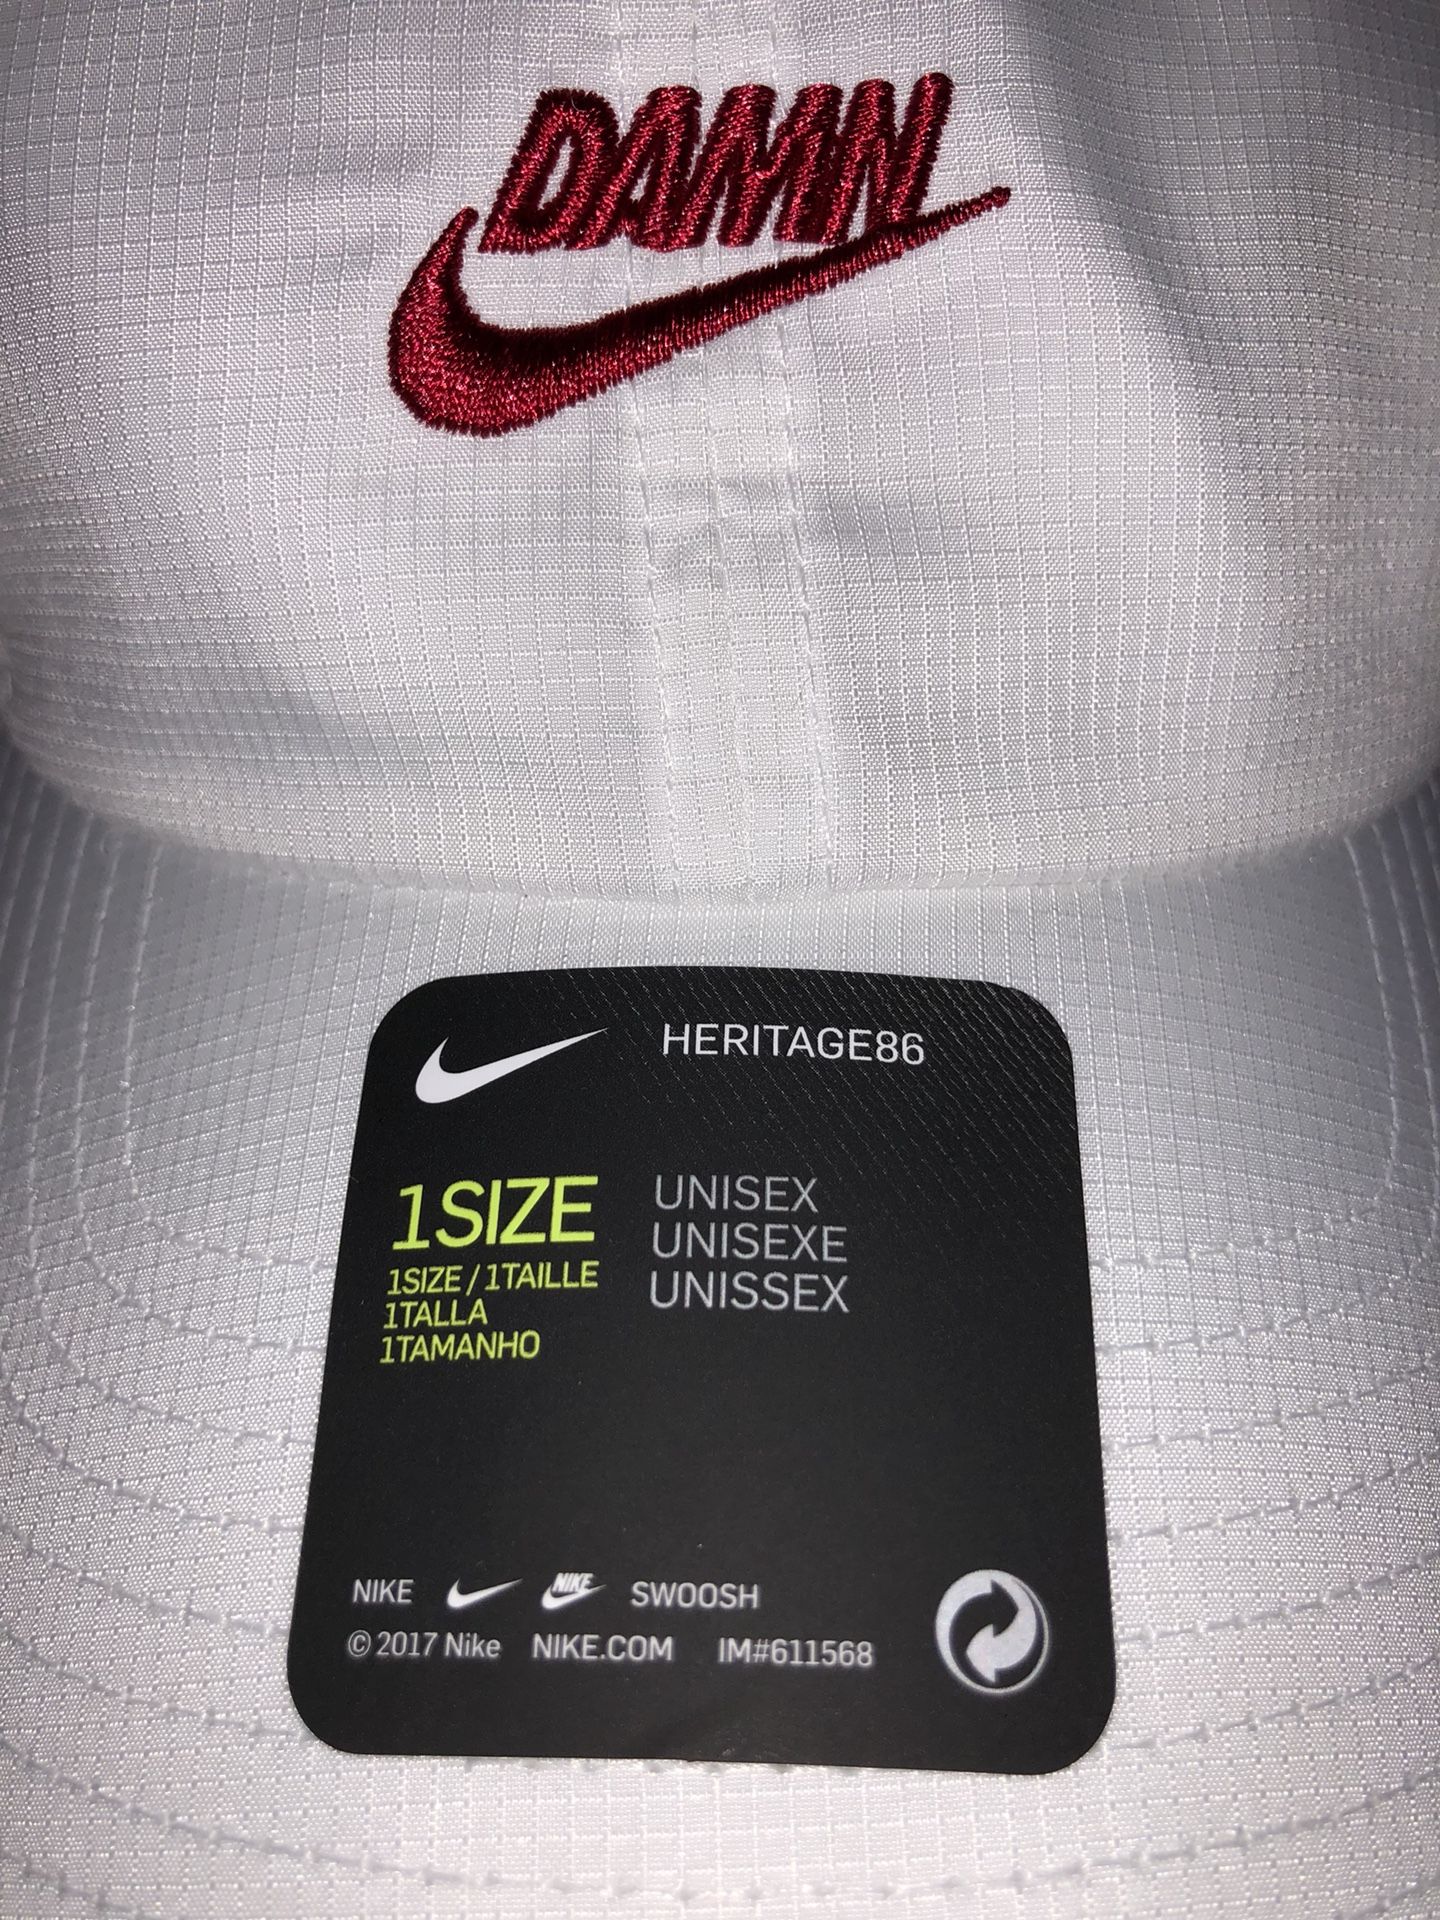 DAMN
HERITAGE86
1SIZE
1SIZE / 1TAILLE
1TALLA
1TAMANHO
UNISEX
UNISEXE
UNISSEX
NIKE NIKE SWOOSH
© 2017 Nike NIKE.COM IM#611568